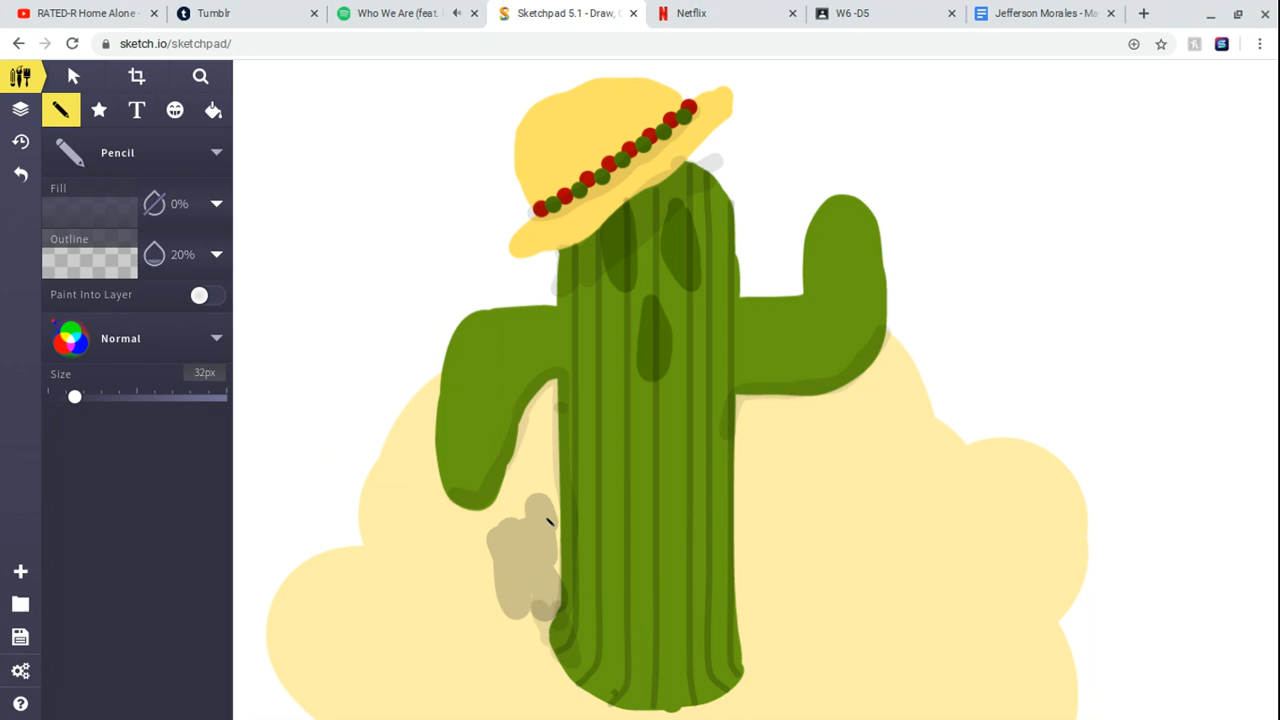 RATED-R Home Alone -
Tumblr
Who We Are (feat.
Sketchpad 5.1 - Draw, C
Netflix
W6 -D5
Jefferson Morales - Ma
sketch.io/sketchpad/
T
Pencil
Fill
0%
Outline
20%
Paint Into Layer
Normal
Size
32px